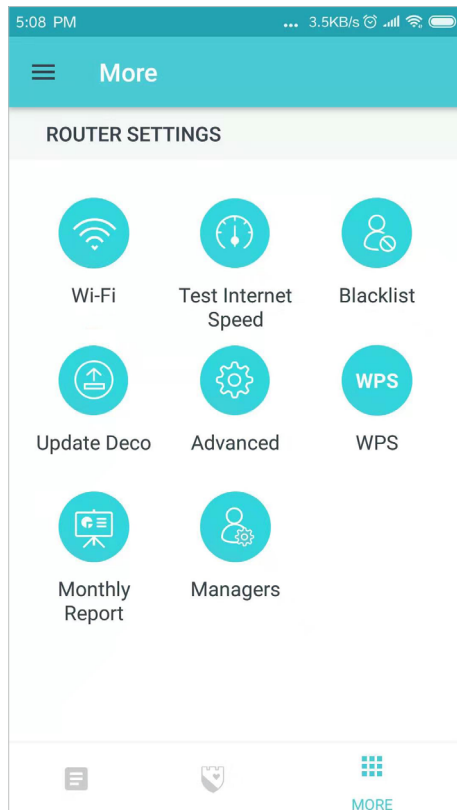 5:08 PM ... 3.5KB/s
More
ROUTER SETTINGS
Wi-Fi
Test Internet
Speed
Blacklist
Update Deco
Advanced
WPS
WPS
Monthly
Report
Managers
MORE